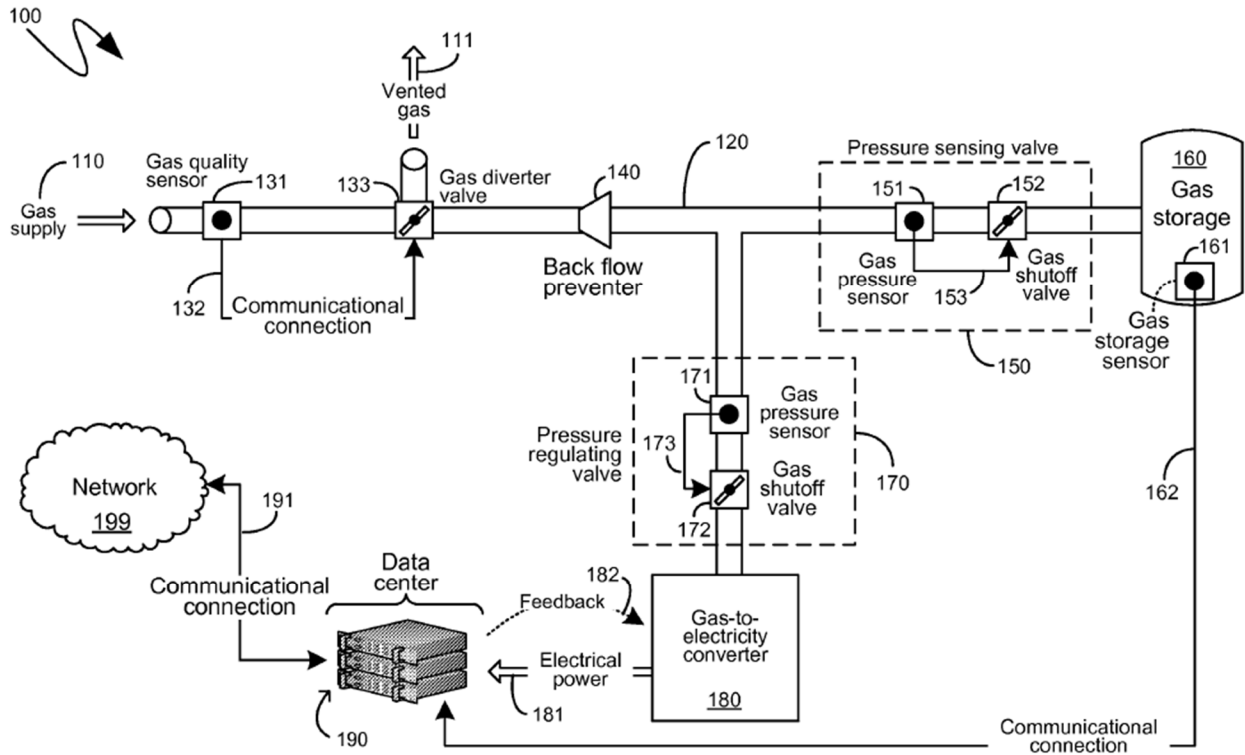 100
111
Vented
gas
110
Gas
supply
Gas quality
sensor
131
133
Gas diverter
valve
140
120
Pressure sensing valve
151
152
160
Gas
storage
161
132
Communicational
connection
Back flow
preventer
Gas
pressure
sensor
153
Gas
shutoff
valve
Gas
storage
sensor
150
171
Gas
pressure
sensor
Pressure
regulating
valve
173
Gas
shutoff
valve
172
170
162
Network
199
191
Communicational
connection
Data
center
Feedback
182
Gas-to-
electricity
converter
180
Electrical
power
181
190
Communicational
connection